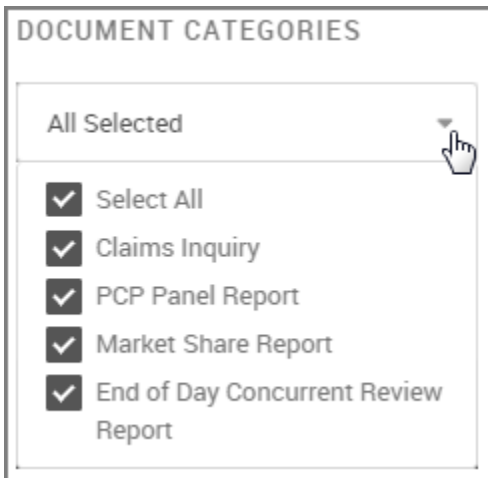 DOCUMENT CATEGORIES
All Selected
Select All
Claims Inquiry
PCP Panel Report
Market Share Report
End of Day Concurrent Review
Report